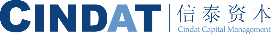 CINDAT
信泰资本
Cindat Capital Management